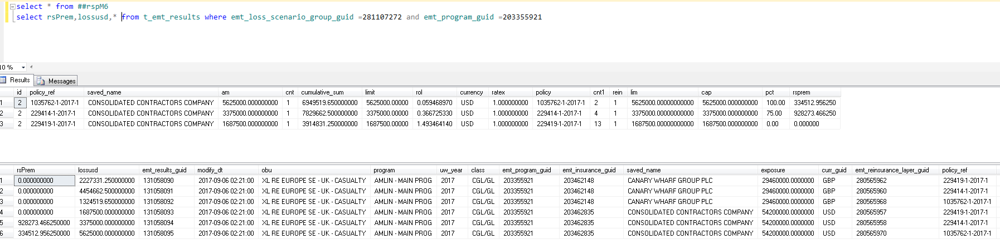 select * from ##rspM6
select rsPrem,lossusd,* from t_emt_results where emt_loss_scenario_group_guid =281107272 and emt_program_guid =203355921
10 %
Results Messages
id policy_ref saved_name am cnt cumulative_sum limit rol currency ratex policy cnt1 rein lim cap pct rsprem
1 2 1035762-1-2017-1 CONSOLIDATED CONTRACTORS COMPANY 5625000.000000000 1 6949519.650000000 5625000.00000 0.059468970 USD 1.000000000 1035762-1-2017-1 2 1 5625000.00000000000 5625000.000000000 100.00 334512.956250
2 2 229414-1-2017-1 CONSOLIDATED CONTRACTORS COMPANY 3375000.000000000 1 7829662.500000000 3375000.00000 0.366725330 USD 1.000000000 229414-1-2017-1 4 1 3375000.00000000000 3375000.000000000 75.00 928273.466250
3 2 229419-1-2017-1 CONSOLIDATED CONTRACTORS COMPANY 1687500.000000000 1 3914831.250000000 1687500.00000 1.493464140 USD 1.000000000 229419-1-2017-1 13 1 1687500.00000000000 1687500.000000000 0.00 0.000000
rsPrem lossusd emt_results_guid modify_dt obu program uw_year class emt_program_guid emt_insurance_guid saved_name exposure curr_guid emt_reinsurance_layer_guid policy_ref
1 0.000000000 2227331.250000000 131058090 2017-09-06 02:21:00 XL RE EUROPE SE - UK - CASUALTY AMLIN - MAIN PROG 2017 CGL/GL 203355921 203462148 CANARY WHARF GROUP PLC 29460000.0000000 GBP 280565962 229419-1-2017-1
2 0.000000000 4454662.500000000 131058091 2017-09-06 02:21:00 XL RE EUROPE SE - UK - CASUALTY AMLIN - MAIN PROG 2017 CGL/GL 203355921 203462148 CANARY WHARF GROUP PLC 29460000.0000000 GBP 280565960 229414-1-2017-1
3 0.000000000 1324519.650000000 131058092 2017-09-06 02:21:00 XL RE EUROPE SE - UK - CASUALTY AMLIN - MAIN PROG 2017 CGL/GL 203355921 203462148 CANARY WHARF GROUP PLC 29460000.0000000 GBP 280565968 1035762-1-2017-1
4 0.000000000 1687500.000000000 131058093 2017-09-06 02:21:00 XL RE EUROPE SE - UK - CASUALTY AMLIN - MAIN PROG 2017 CGL/GL 203355921 203462835 CONSOLIDATED CONTRACTORS COMPANY 54200000.0000000 USD 280565957 229419-1-2017-1
5 928273.466250000 3375000.000000000 131058094 2017-09-06 02:21:00 XL RE EUROPE SE - UK - CASUALTY AMLIN - MAIN PROG 2017 CGL/GL 203355921 203462835 CONSOLIDATED CONTRACTORS COMPANY 54200000.0000000 USD 280565958 229414-1-2017-1
6 334512.956250000 5625000.000000000 131058095 2017-09-06 02:21:00 XL RE EUROPE SE - UK - CASUALTY AMLIN - MAIN PROG 2017 CGL/GL 203355921 203462835 CONSOLIDATED CONTRACTORS COMPANY 54200000.0000000 USD 280565970 1035762-1-2017-1